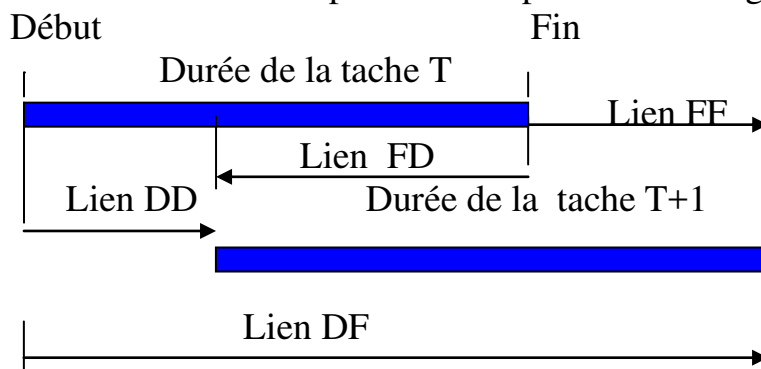 Début Fin
Durée de la tache T
Lien FF
Lien FD
Lien DD Durée de la tache T+1
Lien DF